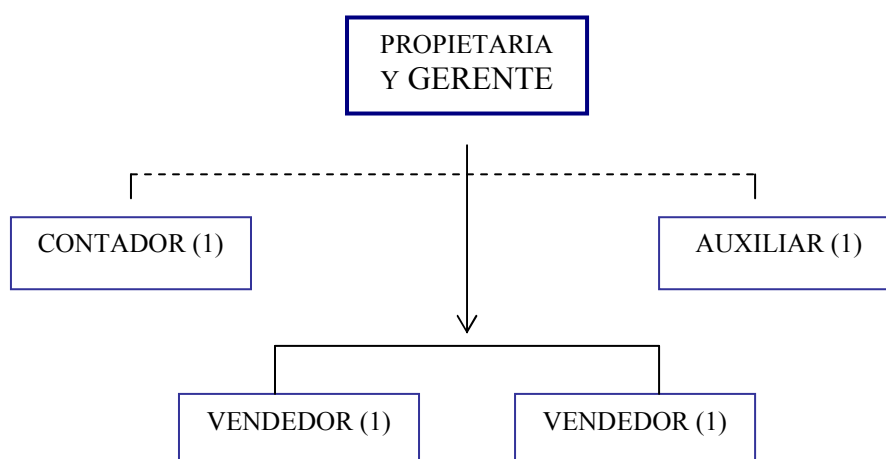 PROPIETARIA
Y GERENTE
CONTADOR (1)
AUXILIAR (1)
VENDEDOR (1)
VENDEDOR (1)